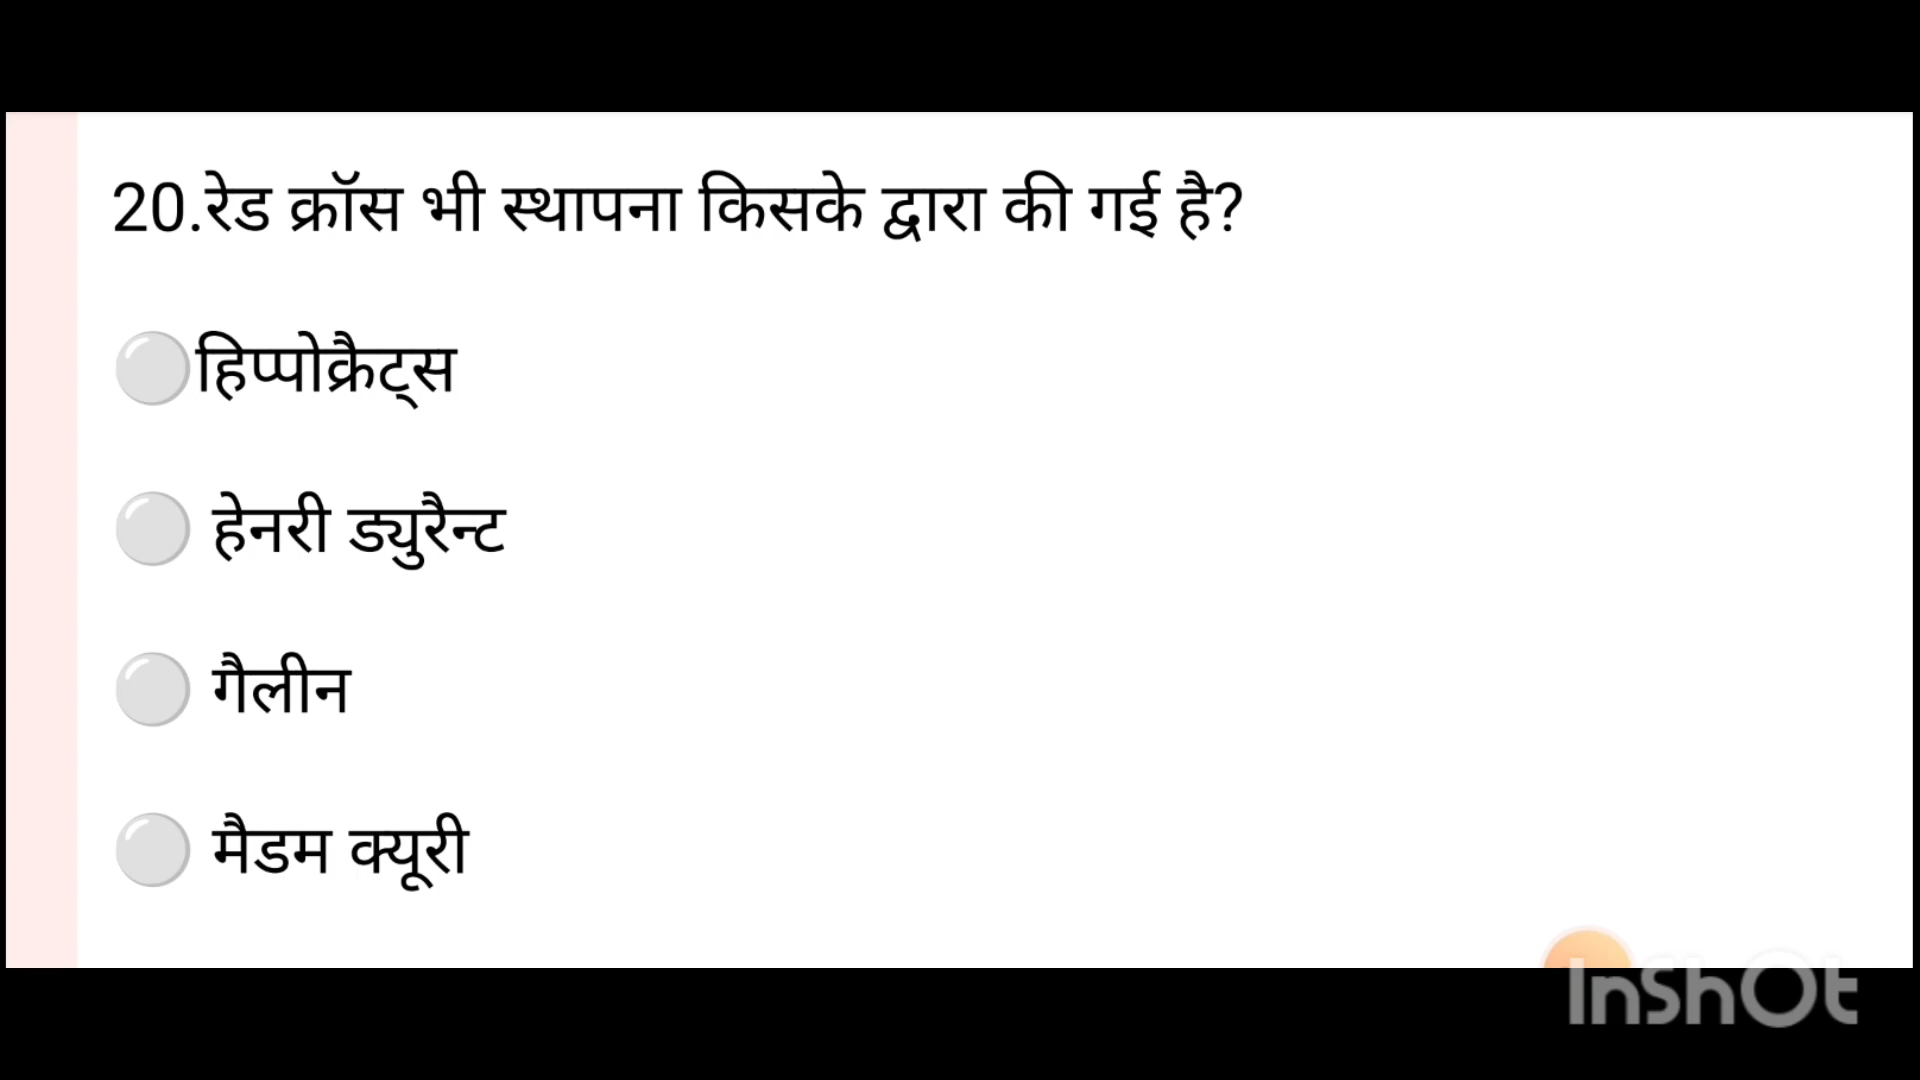 20.रेड क्रॉस भी स्थापना किसके द्वारा की गई है?
हिप्पोक्रैट्स
हेनरी ड्युरैन्ट
गैलीन
मैडम क्यूरी
InShOt